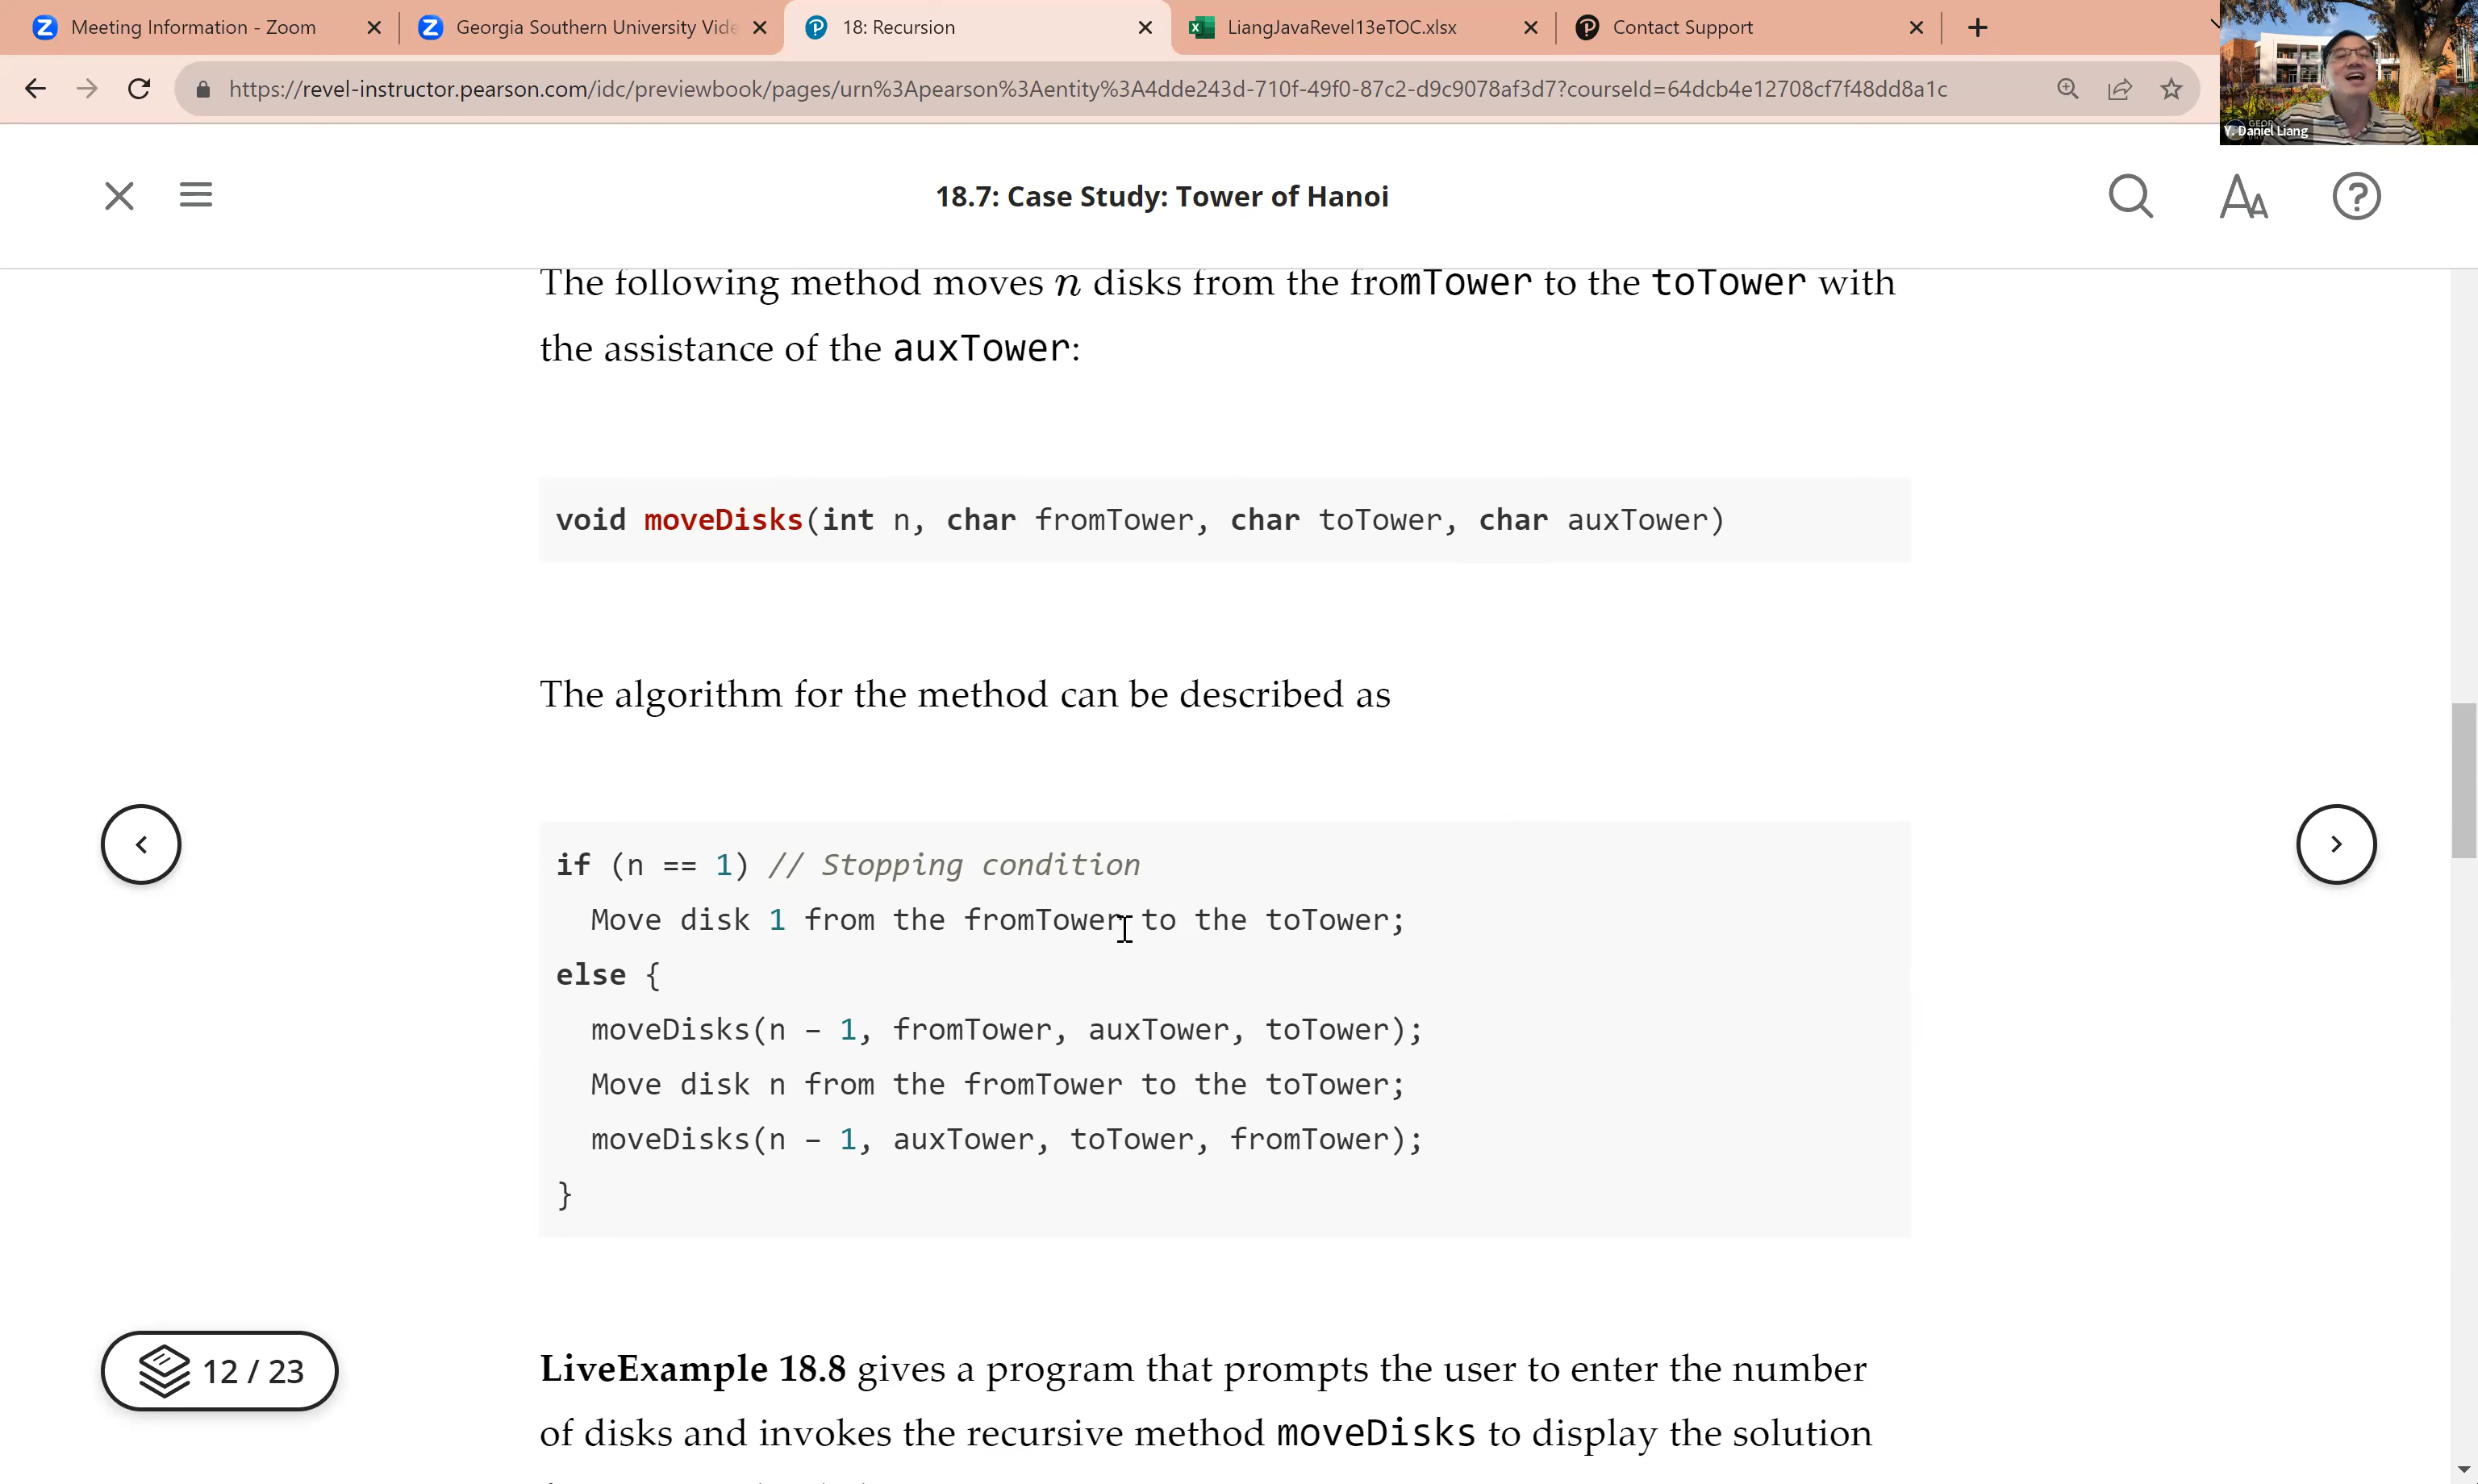 Meeting Information - Zoom
Georgia Southern University Vide
18: Recursion
LiangJavaRevel13eTOC.xlsx
Contact Support
https://revel-instructor.pearson.com/idc/previewbook/pages/urn%3Apearson%3Aentity%3A4dde243d-710f-49f0-87c2-d9c9078af3d7?courseId=64dcb4e12708cf7f48dd8a1c
Y. Daniel Liang
18.7: Case Study: Tower of Hanoi
The following method moves n disks from the fromTower to the toTower with
the assistance of the auxTower:
void moveDisks(int n, char fromTower, char toTower, char auxTower)
The algorithm for the method can be described as
if (n == 1) // Stopping condition
Move disk 1 from the fromTower to the toTower;
else {
moveDisks(n – 1, fromTower, auxTower, toTower);
Move disk n from the fromTower to the toTower;
moveDisks(n – 1, auxTower, toTower, fromTower);
}
12 / 23
LiveExample 18.8 gives a program that prompts the user to enter the number
of disks and invokes the recursive method moveDisks to display the solution